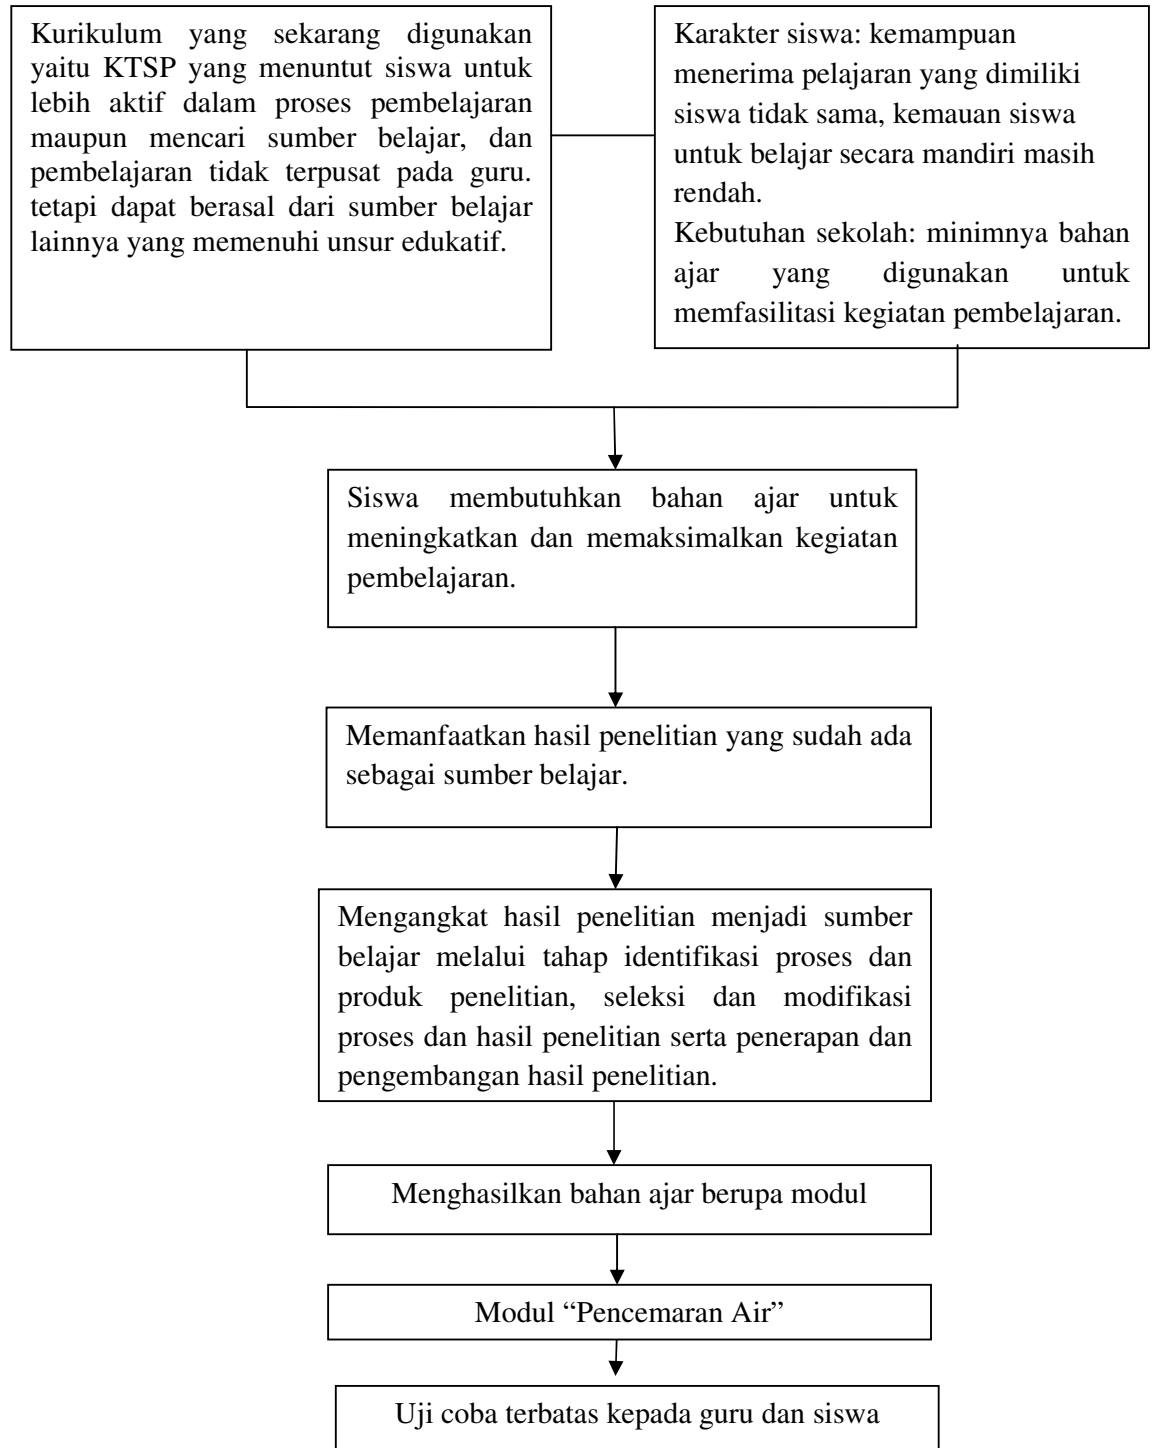 Kurikulum yang sekarang digunakan
yaitu KTSP yang menuntut siswa untuk
lebih aktif dalam proses pembelajaran
maupun mencari sumber belajar, dan
pembelajaran tidak terpusat pada guru.
tetapi dapat berasal dari sumber belajar
lainnya yang memenuhi unsur edukatif.
Karakter siswa: kemampuan
menerima pelajaran yang dimiliki
siswa tidak sama, kemauan siswa
untuk belajar secara mandiri masih
rendah.
Kebutuhan sekolah: minimnya bahan
ajar yang digunakan untuk
memfasilitasi kegiatan pembelajaran.
Siswa membutuhkan bahan ajar untuk
meningkatkan dan memaksimalkan kegiatan
pembelajaran.
Memanfaatkan hasil penelitian yang sudah ada
sebagai sumber belajar.
Mengangkat hasil penelitian menjadi sumber
belajar melalui tahap identifikasi proses dan
produk penelitian, seleksi dan modifikasi
proses dan hasil penelitian serta penerapan dan
pengembangan hasil penelitian.
Menghasilkan bahan ajar berupa modul
Modul “Pencemaran Air”
Uji coba terbatas kepada guru dan siswa